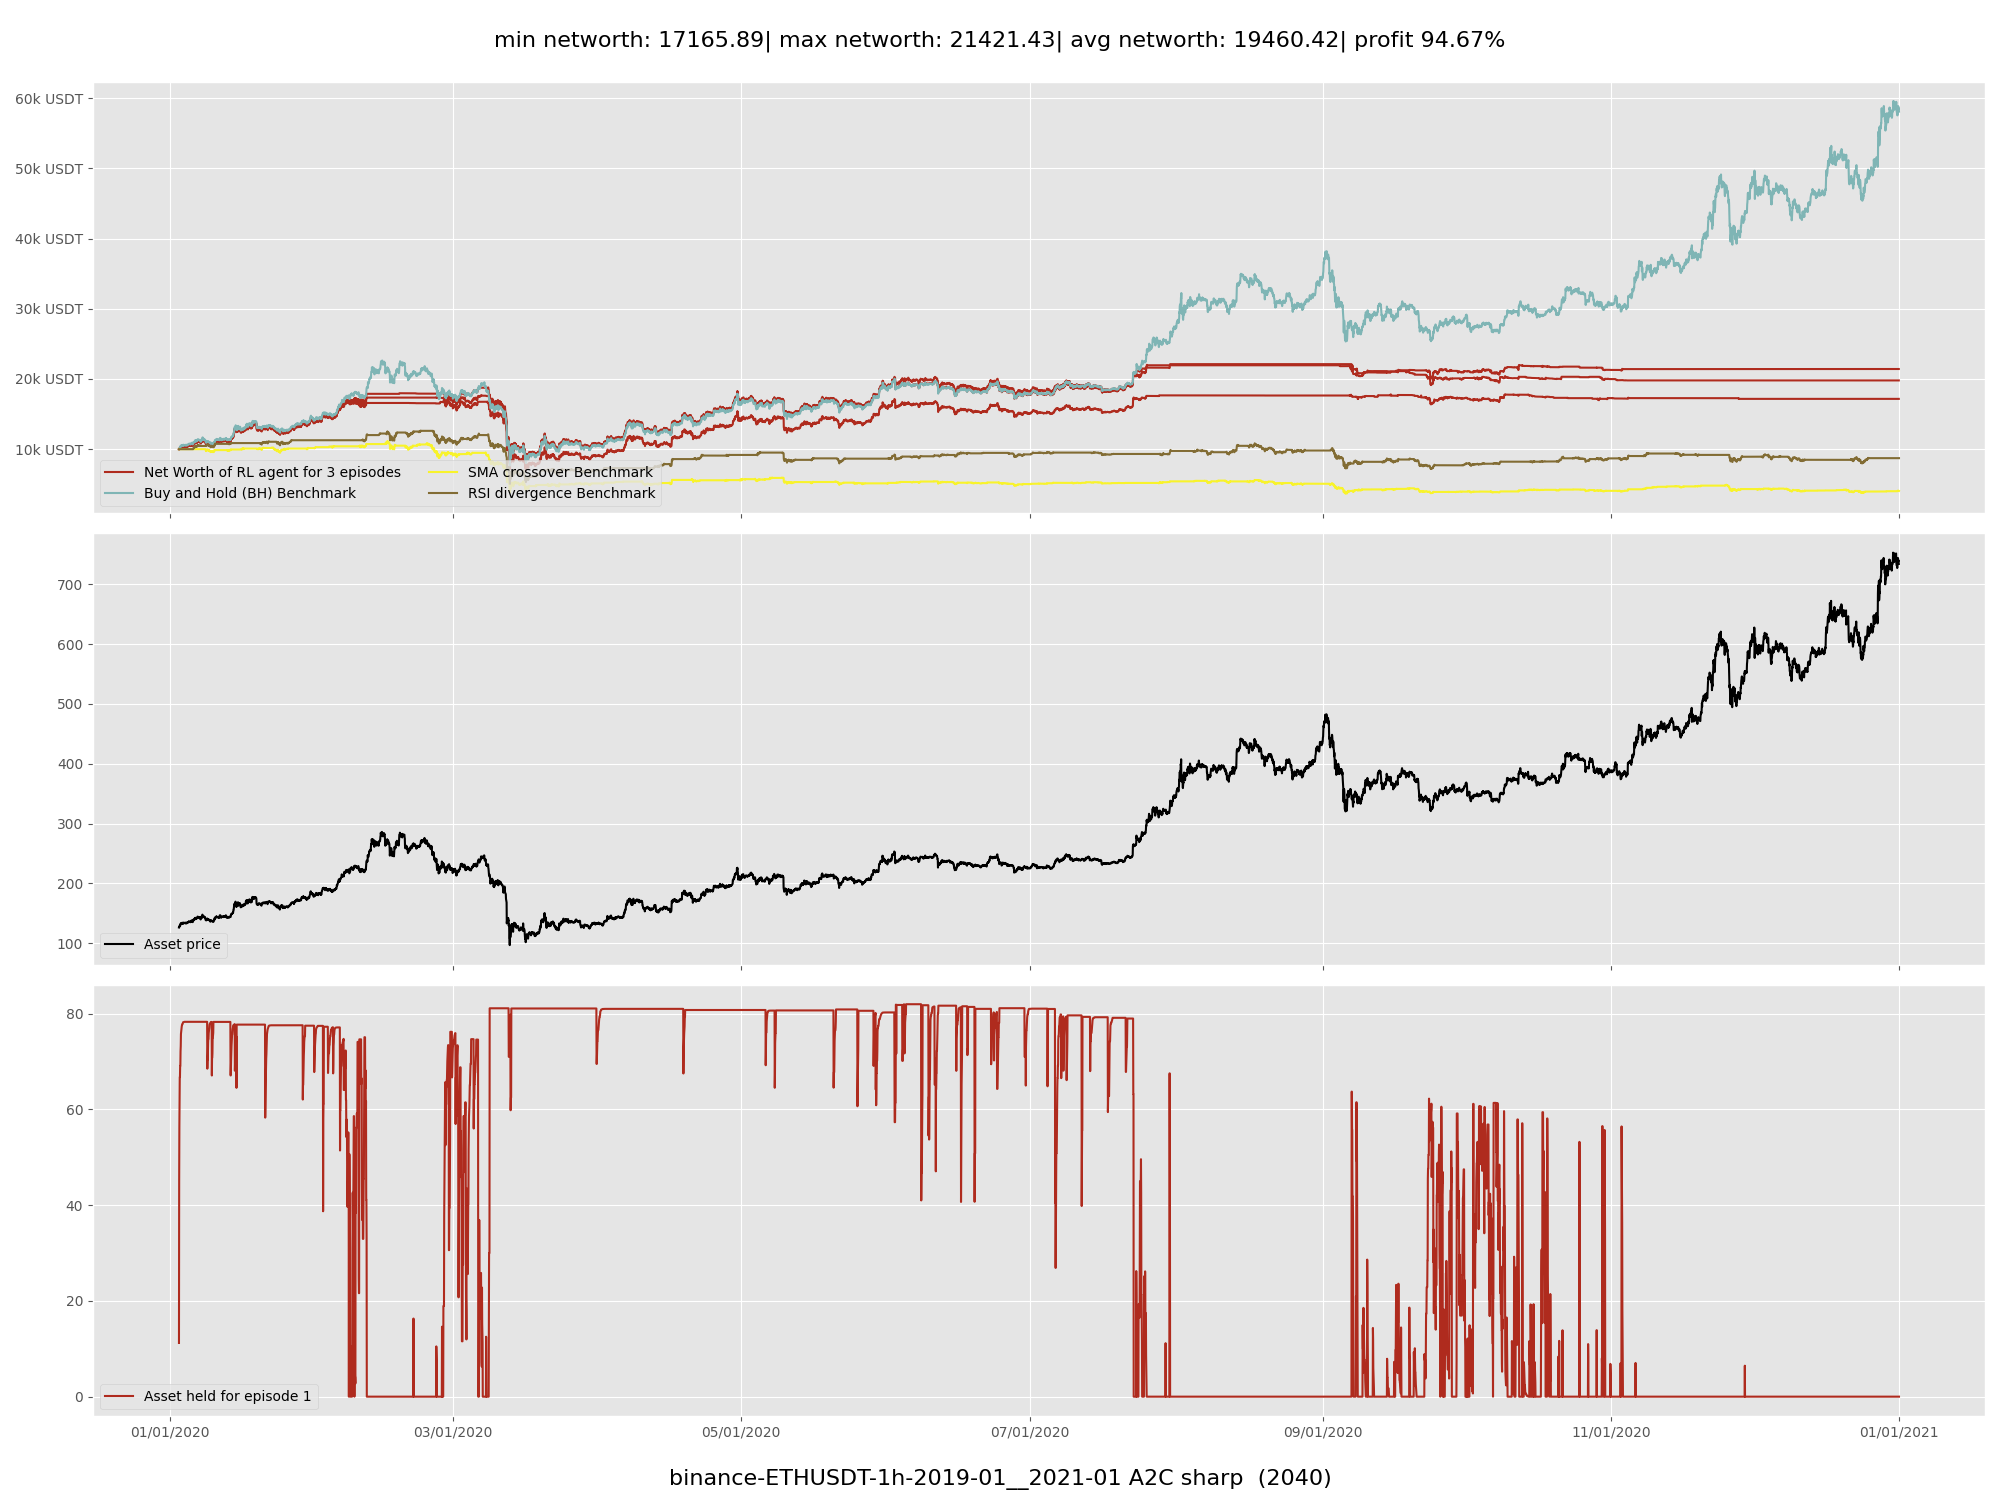 min networth: 17165.89| max networth: 21421.43| avg networth: 19460.42| profit 94.67%
60k USDT
50k USDT
40k USDT
30k USDT
20k USDT
10k USDT
Net Worth of RL agent for 3 episodes
Buy and Hold (BH) Benchmark
SMA crossover Benchmark
RSI divergence Benchmark
700
600
500
400
300
200
100
Asset price
80
60
40
20
0
Asset held for episode 1
01/01/2020 03/01/2020 05/01/2020 07/01/2020 09/01/2020 11/01/2020 01/01/2021
binance-ETHUSDT-1h-2019-01__2021-01 A2C sharp  (2040)